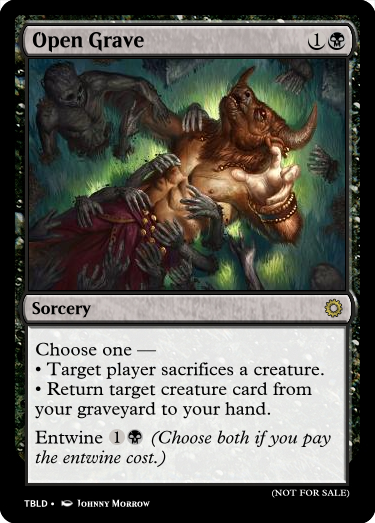 Open Grave 1
Sorcery
Choose one —
• Target player sacrifices a creature.
• Return target creature card from
your graveyard to your hand.
Entwine 1 (Choose both if you pay
the entwine cost.)
(NOT FOR SALE)
TBLD • Johnny Morrow